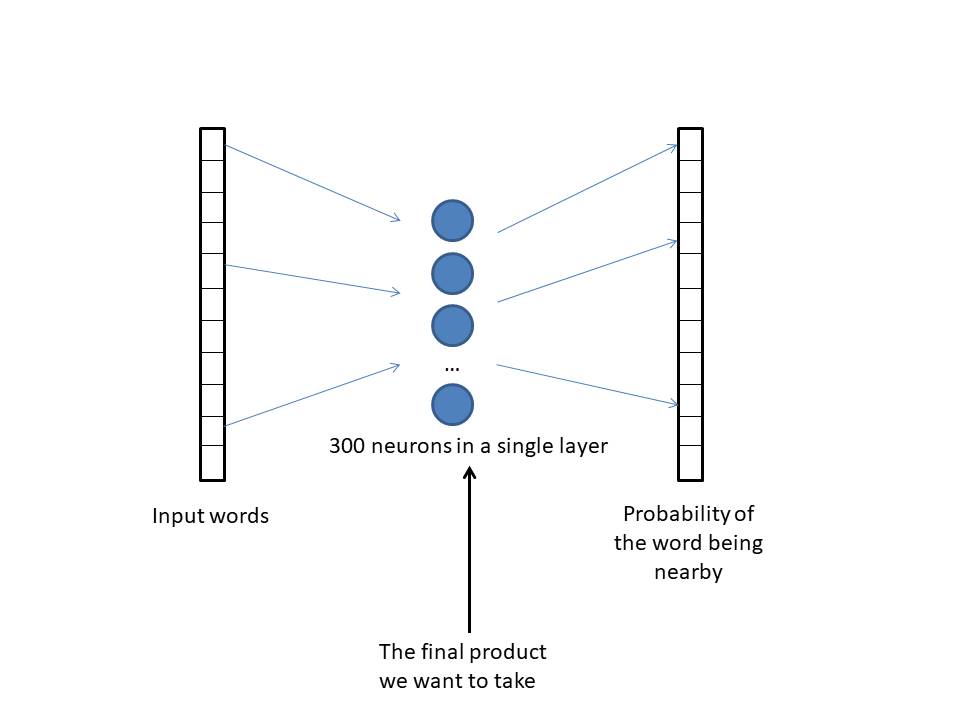 ...
300 neurons in a single layer
Input words
Probability of
the word being
nearby
The final product
we want to take